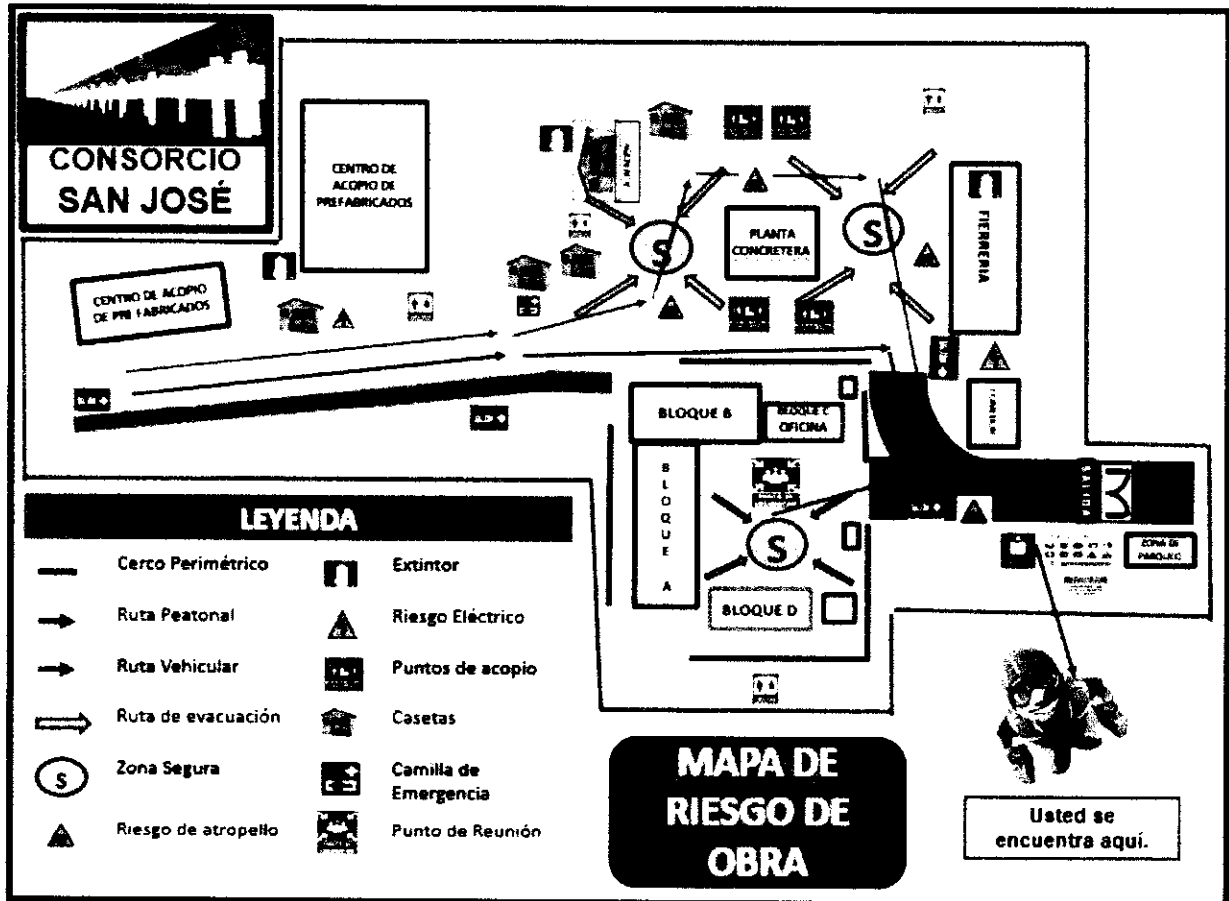 CONSORCIO
SAN JOSÉ
CENTRO DE
ACOPIO DE
PREFABRICADOS
CENTRO DE ACOPIO
DE PRE FABRICADOS
S
PLANTA
CONCRETERA
S
FIERRERIA
BLOQUE B
BLOQUE C
OFICINA
BLOQUE A
S
BLOQUE D
SALIDA
ZONA DE
PARQUEO
LEYENDA
Cerco Perimétrico
Extintor
Ruta Peatonal
Riesgo Eléctrico
Ruta Vehicular
Puntos de acopio
Ruta de evacuación
Casetas
S
Zona Segura
Camilla de
Emergencia
Riesgo de atropello
Punto de Reunión
MAPA DE
RIESGO DE
OBRA
Usted se
encuentra aquí.